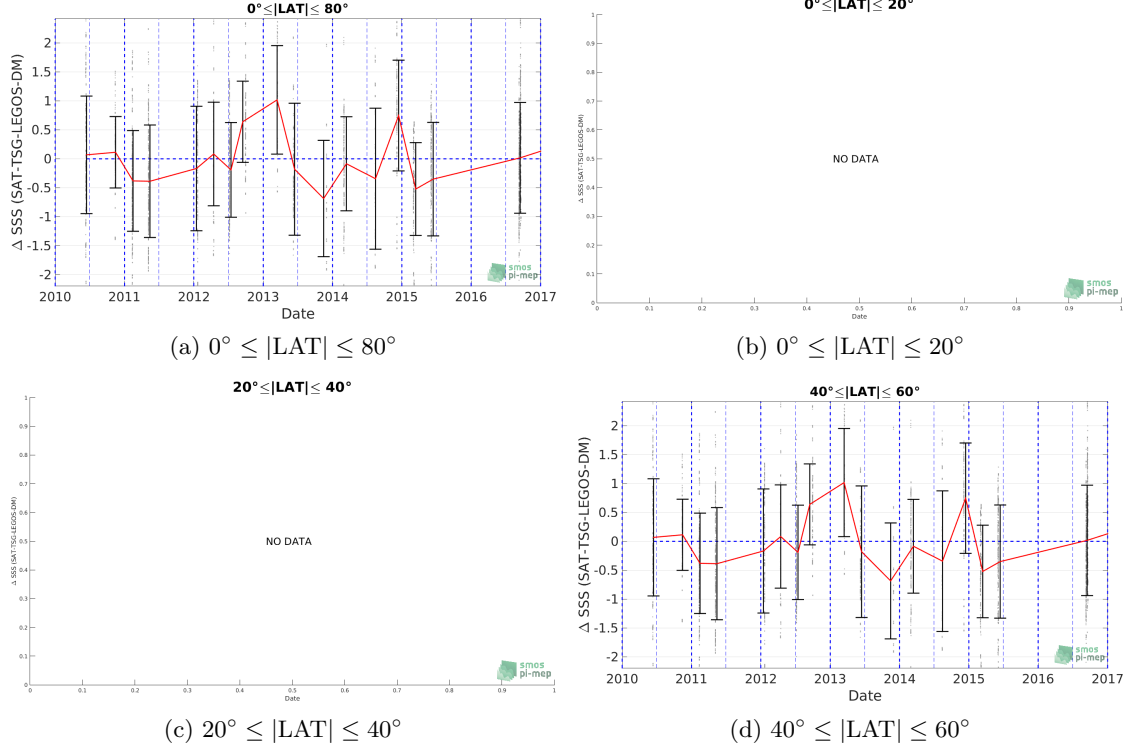 0°≤|LAT|≤ 80°
Δ SSS (SAT-TSG-LEGOS-DM)
2
1.5
1
0.5
0
-0.5
-1
-1.5
-2
2010 2011 2012 2013 2014 2015 2016 2017
Date
smos
pi-mep
(a) 0° ≤ |LAT| ≤ 80°
0°≤|LAT|≤ 20°
Δ SSS (SAT-TSG-LEGOS-DM)
1
0.9
0.8
0.7
0.6
0.5
0.4
0.3
0.2
0.1
0
NO DATA
0 0.1 0.2 0.3 0.4 0.5 0.6 0.7 0.8 0.9 1
Date
smos
pi-mep
(b) 0° ≤ |LAT| ≤ 20°
20°≤|LAT|≤ 40°
Δ SSS (SAT-TSG-LEGOS-DM)
1
0.9
0.8
0.7
0.6
0.5
0.4
0.3
0.2
0.1
0
NO DATA
0 0.1 0.2 0.3 0.4 0.5 0.6 0.7 0.8 0.9 1
Date
smos
pi-mep
(c) 20° ≤ |LAT| ≤ 40°
40°≤|LAT|≤ 60°
Δ SSS (SAT-TSG-LEGOS-DM)
2
1.5
1
0.5
0
-0.5
-1
-1.5
-2
2010 2011 2012 2013 2014 2015 2016 2017
Date
smos
pi-mep
(d) 40° ≤ |LAT| ≤ 60°